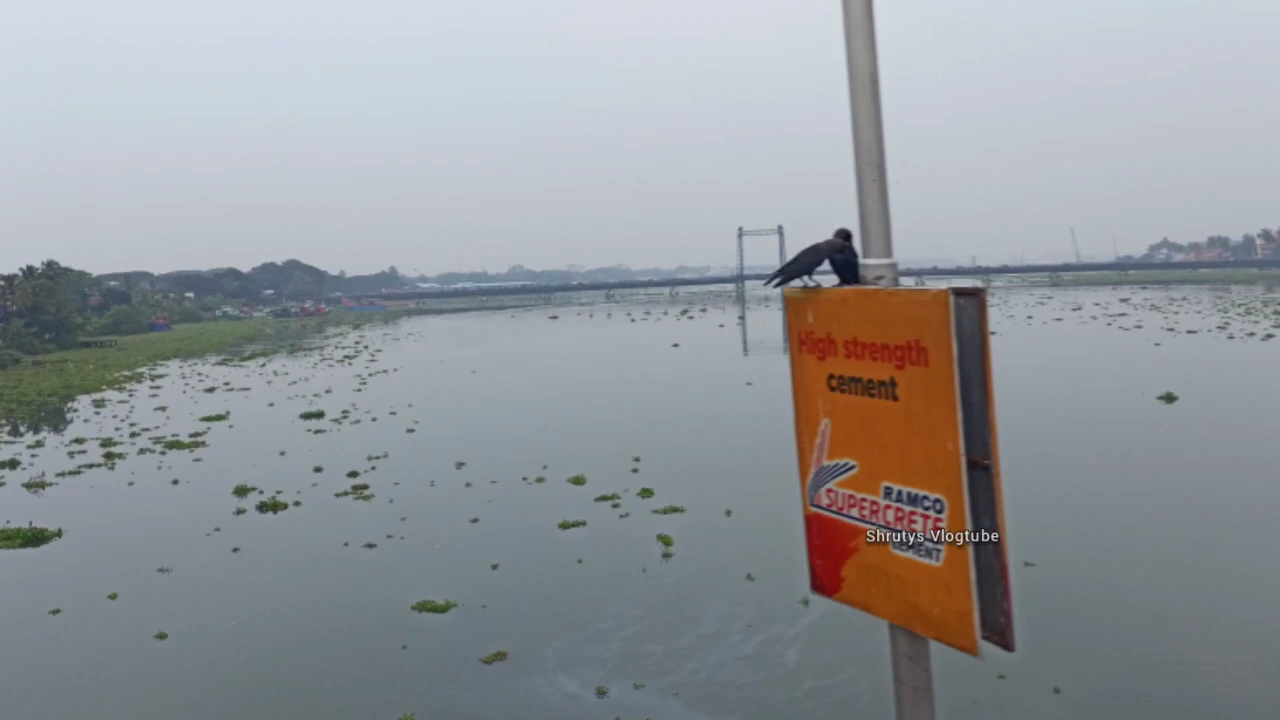 High strength
cement
RAMCO
SUPERCRETE
CEMENT
Shrutys Vlogtube